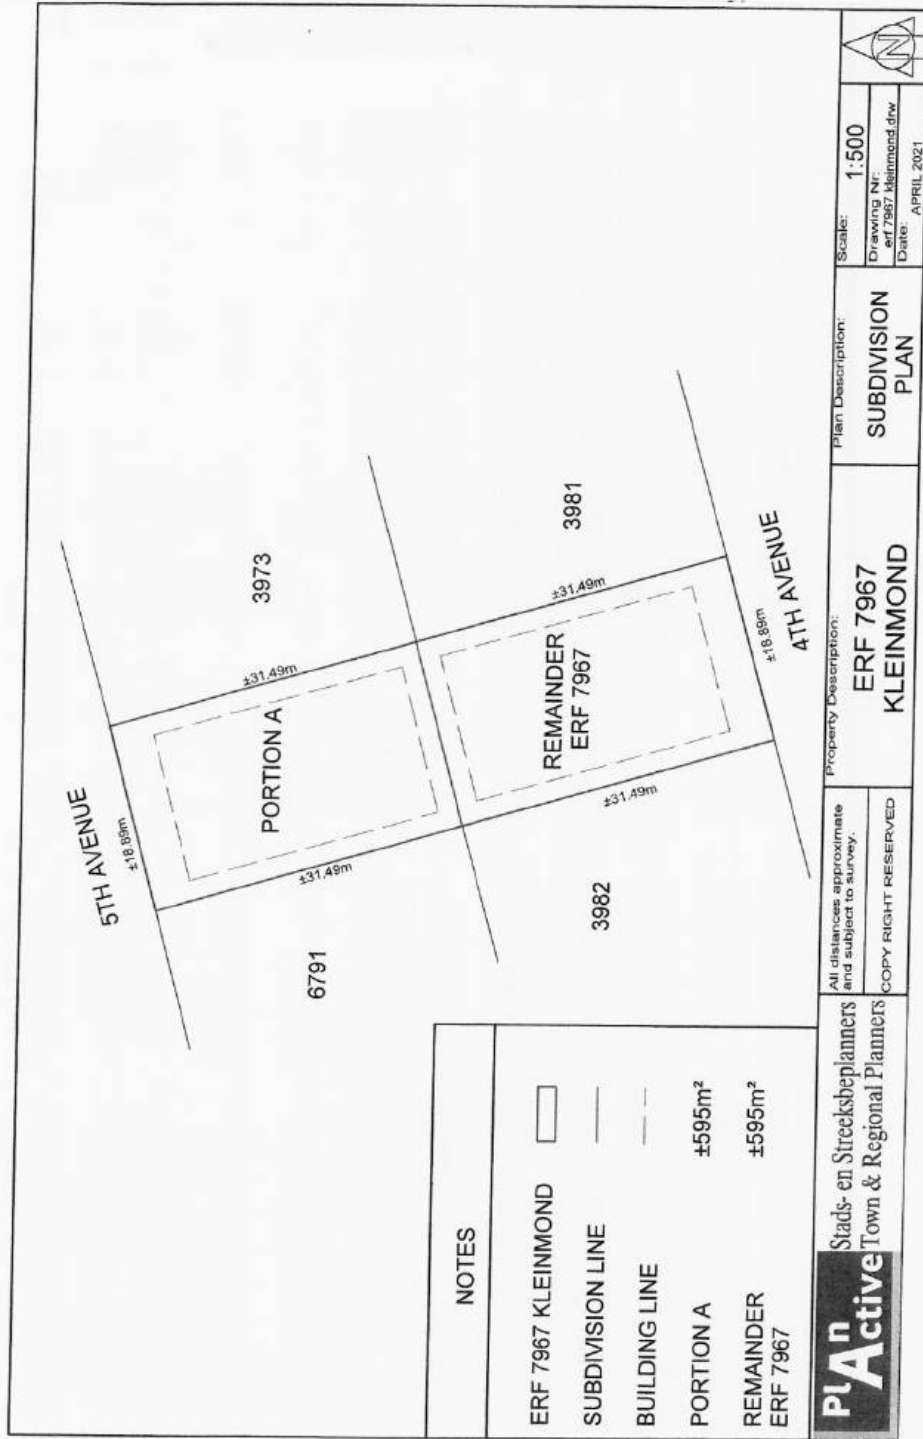 5TH AVENUE
±18.89m
3973
±31.49m
PORTION A
±31.49m
6791
3981
±31.49m
REMAINDER
ERF 7967
±31.49m
3982
±18.89m
4TH AVENUE
NOTES
ERF 7967 KLEINMOND
SUBDIVISION LINE
BUILDING LINE
PORTION A ±595m²
REMAINDER ±595m²
ERF 7967
Plan Active
Stads- en Streeksbeplanners
Town & Regional Planners
All distances approximate
and subject to survey.
COPY RIGHT RESERVED
Property Description:
ERF 7967
KLEINMOND
Plan Description:
SUBDIVISION
PLAN
Scale:
1:500
Drawing Nr:
erf 7967 kleinmond.drw
Date:
APRIL 2021
N